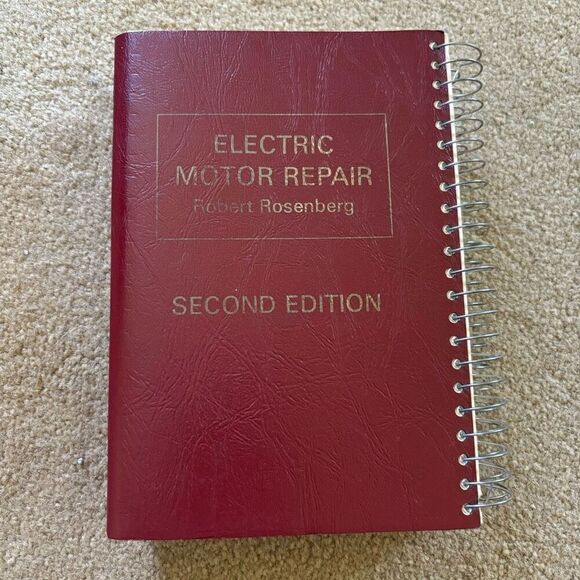 ELECTRIC
MOTOR REPAIR
Robert Rosenberg
SECOND EDITION